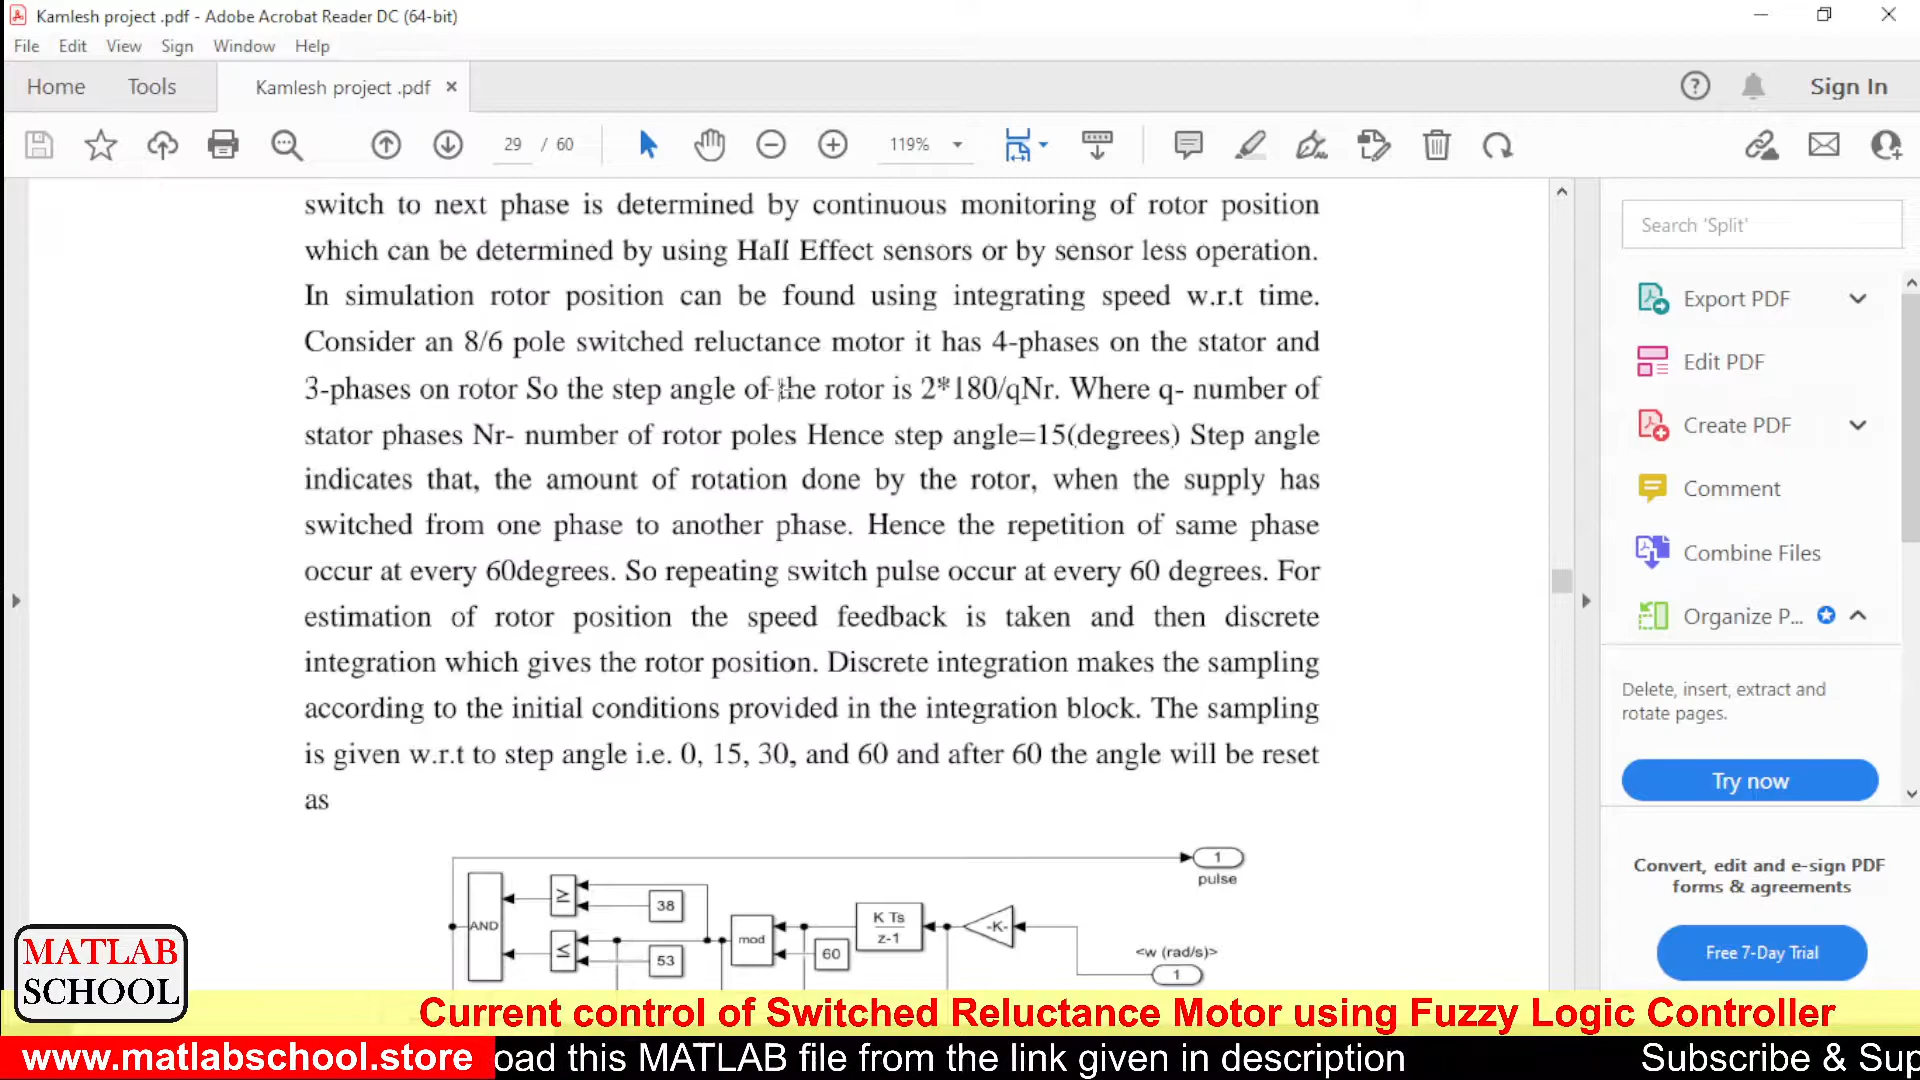 Kamlesh project .pdf - Adobe Acrobat Reader DC (64-bit)
File Edit View Sign Window Help
Home Tools Kamlesh project .pdf × Sign In
29 / 60 119%
switch to next phase is determined by continuous monitoring of rotor position
which can be determined by using Hall Effect sensors or by sensor less operation.
In simulation rotor position can be found using integrating speed w.r.t time.
Consider an 8/6 pole switched reluctance motor it has 4-phases on the stator and
3-phases on rotor So the step angle of the rotor is 2*180/qNr. Where q- number of
stator phases Nr- number of rotor poles Hence step angle=15(degrees) Step angle
indicates that, the amount of rotation done by the rotor, when the supply has
switched from one phase to another phase. Hence the repetition of same phase
occur at every 60degrees. So repeating switch pulse occur at every 60 degrees. For
estimation of rotor position the speed feedback is taken and then discrete
integration which gives the rotor position. Discrete integration makes the sampling
according to the initial conditions provided in the integration block. The sampling
is given w.r.t to step angle i.e. 0, 15, 30, and 60 and after 60 the angle will be reset
as
1
pulse
AND
≥
38
≤
53
mod
60
K Ts
z-1
-K-
<w (rad/s)>
1
Search 'Split'
Export PDF
Edit PDF
Create PDF
Comment
Combine Files
Organize P...
Delete, insert, extract and
rotate pages.
Try now
Convert, edit and e-sign PDF
forms & agreements
Free 7-Day Trial
MATLAB
SCHOOL
Current control of Switched Reluctance Motor using Fuzzy Logic Controller
www.matlabschool.store oad this MATLAB file from the link given in description Subscribe & Sup